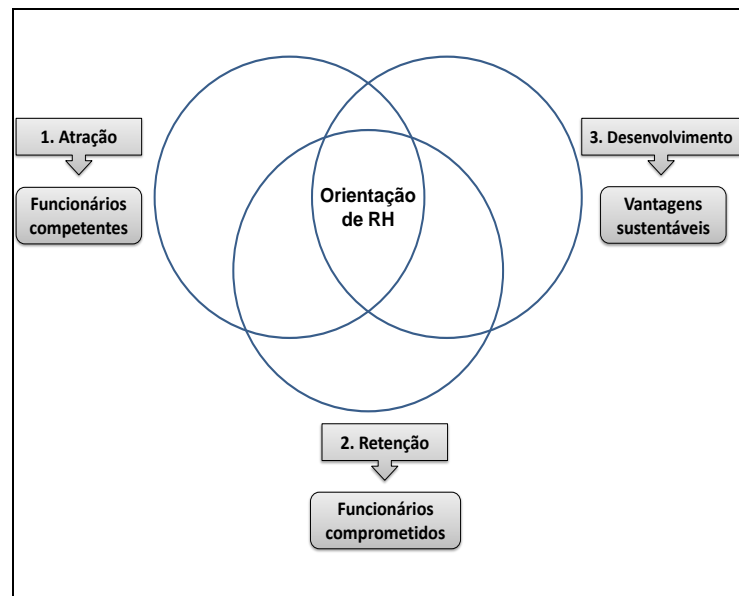 1. Atração
Funcionários
competentes
Orientação
de RH
3. Desenvolvimento
Vantagens
sustentáveis
2. Retenção
Funcionários
comprometidos